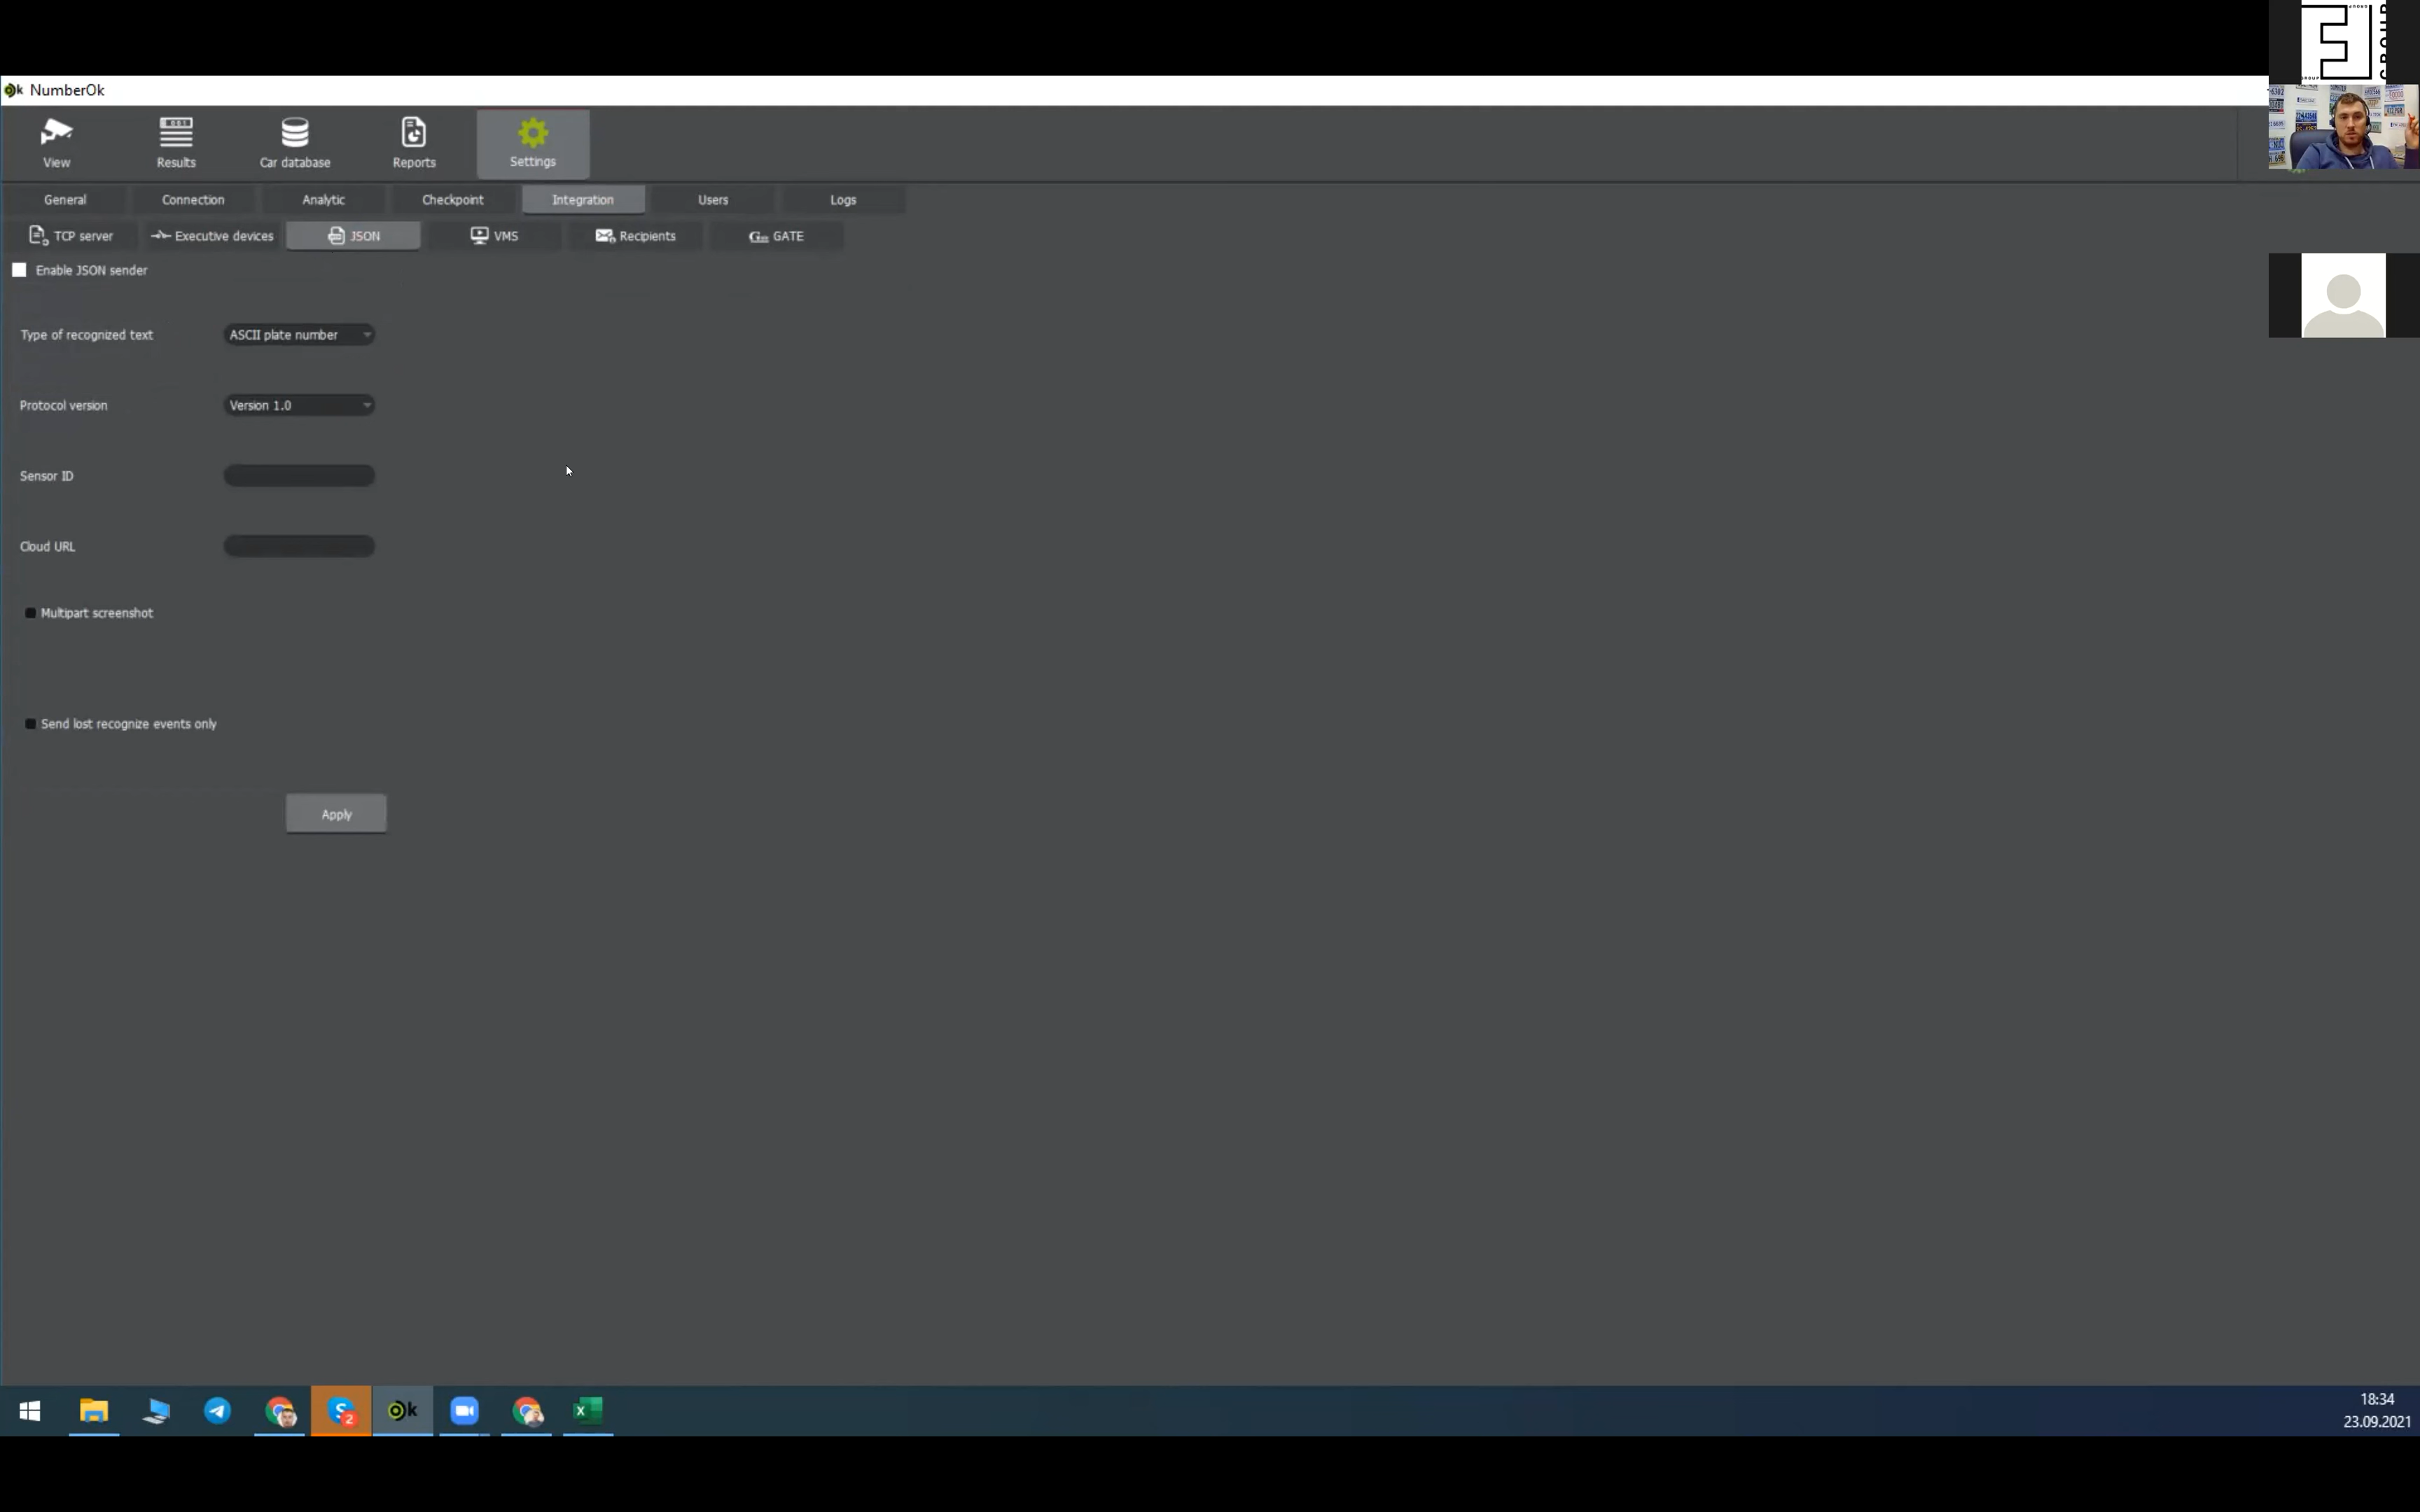 NumberOk
View
Results
Car database
Reports
Settings
General
Connection
Analytic
Checkpoint
Integration
Users
Logs
TCP server
Executive devices
JSON
VMS
Recipients
GATE
Enable JSON sender
Type of recognized text
ASCII plate number
Protocol version
Version 1.0
Sensor ID
Cloud URL
Multipart screenshot
Send lost recognize events only
Apply
GROUP
18:34
23.09.2021